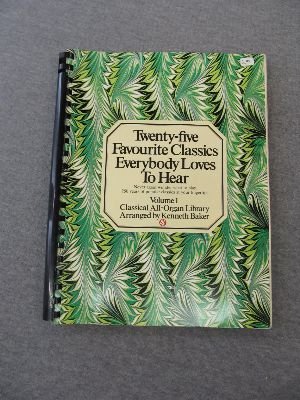 Twenty-five
Favourite Classics
Everybody Loves
To Hear
Volume 1
Classical All-Organ Library
Arranged by Kenneth Baker